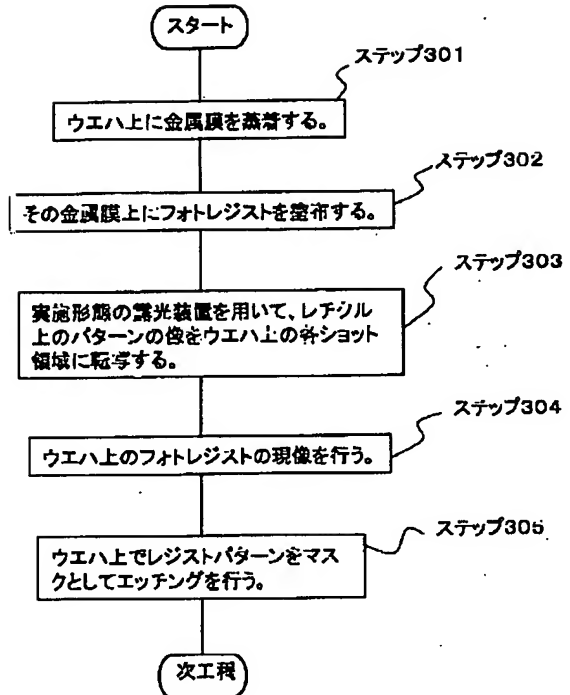 スタート
ステップ301
ウエハ上に金属膜を蒸着する。
ステップ302
その金属膜上にフォトレジストを塗布する。
ステップ303
実施形態の露光装置を用いて、レチクル
上のパターンの像をウエハ上の各ショット
領域に転写する。
ステップ304
ウエハ上のフォトレジストの現像を行う。
ステップ305
ウエハ上でレジストパターンをマス
クとしてエッチングを行う。
次工程